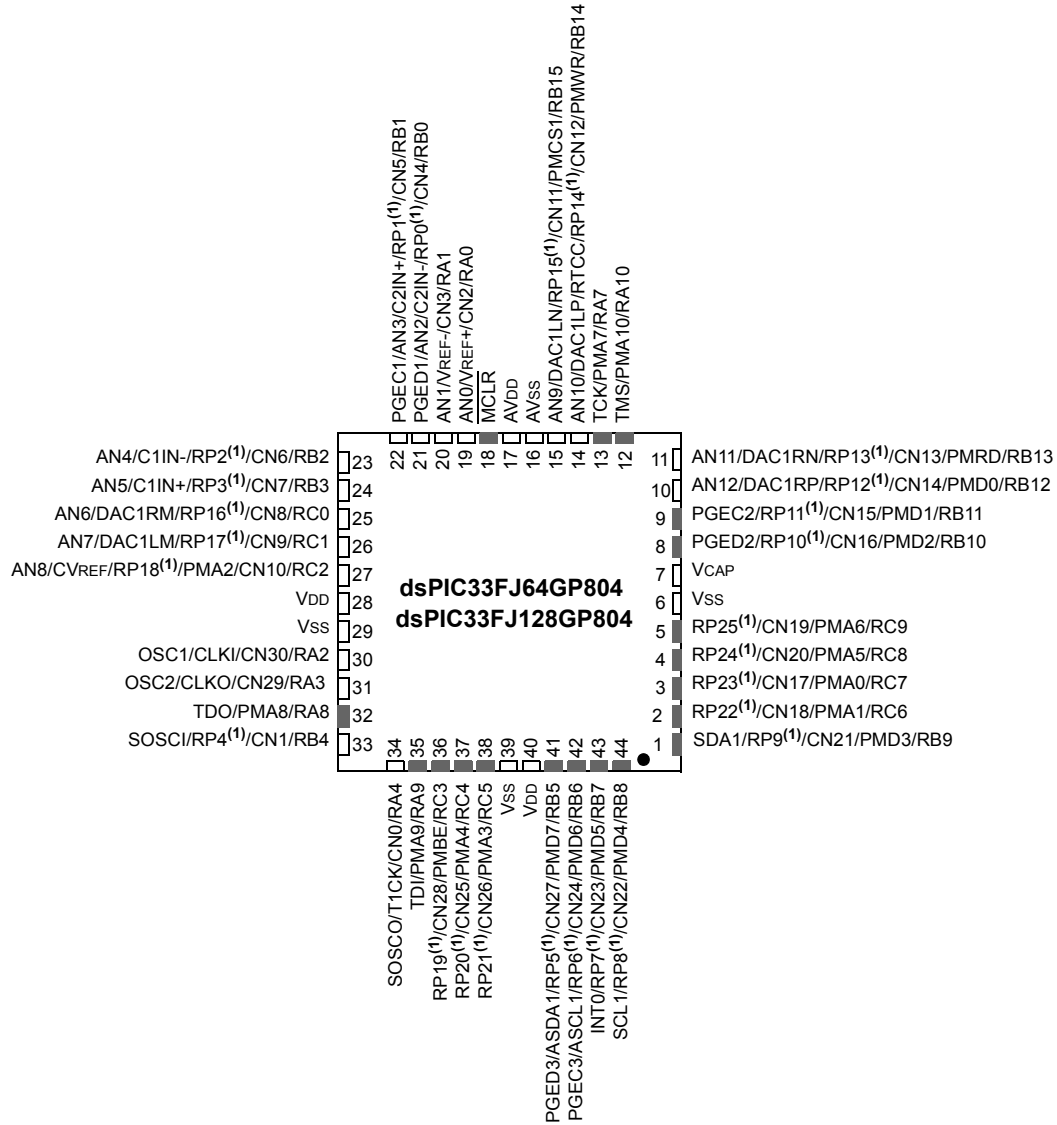 PGEC1/AN3/C2IN+/RP1(1)/CN5/RB1
PGED1/AN2/C2IN-/RP0(1)/CN4/RB0
AN1/VREF-/CN3/RA1
AN0/VREF+/CN2/RA0
MCLR
AVDD
AVSS
AN9/DAC1LN/RP15(1)/CN11/PMCS1/RB15
AN10/DAC1LP/RTCC/RP14(1)/CN12/PMWR/RB14
TCK/PMA7/RA7
TMS/PMA10/RA10
22 21 20 19 18 17 16 15 14 13 12
AN4/C1IN-/RP2(1)/CN6/RB2 23
AN5/C1IN+/RP3(1)/CN7/RB3 24
AN6/DAC1RM/RP16(1)/CN8/RC0 25
AN7/DAC1LM/RP17(1)/CN9/RC1 26
AN8/CVREF/RP18(1)/PMA2/CN10/RC2 27
VDD 28
VSS 29
OSC1/CLKI/CN30/RA2 30
OSC2/CLKO/CN29/RA3 31
TDO/PMA8/RA8 32
SOSCI/RP4(1)/CN1/RB4 33
dsPIC33FJ64GP804
dsPIC33FJ128GP804
11 AN11/DAC1RN/RP13(1)/CN13/PMRD/RB13
10 AN12/DAC1RP/RP12(1)/CN14/PMD0/RB12
9 PGEC2/RP11(1)/CN15/PMD1/RB11
8 PGED2/RP10(1)/CN16/PMD2/RB10
7 VCAP
6 VSS
5 RP25(1)/CN19/PMA6/RC9
4 RP24(1)/CN20/PMA5/RC8
3 RP23(1)/CN17/PMA0/RC7
2 RP22(1)/CN18/PMA1/RC6
1 SDA1/RP9(1)/CN21/PMD3/RB9
34 35 36 37 38 39 40 41 42 43 44
SOSCO/T1CK/CN0/RA4
TDI/PMA9/RA9
RP19(1)/CN28/PMBE/RC3
RP20(1)/CN25/PMA4/RC4
RP21(1)/CN26/PMA3/RC5
VSS
VDD
PGED3/ASDA1/RP5(1)/CN27/PMD7/RB5
PGEC3/ASCL1/RP6(1)/CN24/PMD6/RB6
INT0/RP7(1)/CN23/PMD5/RB7
SCL1/RP8(1)/CN22/PMD4/RB8